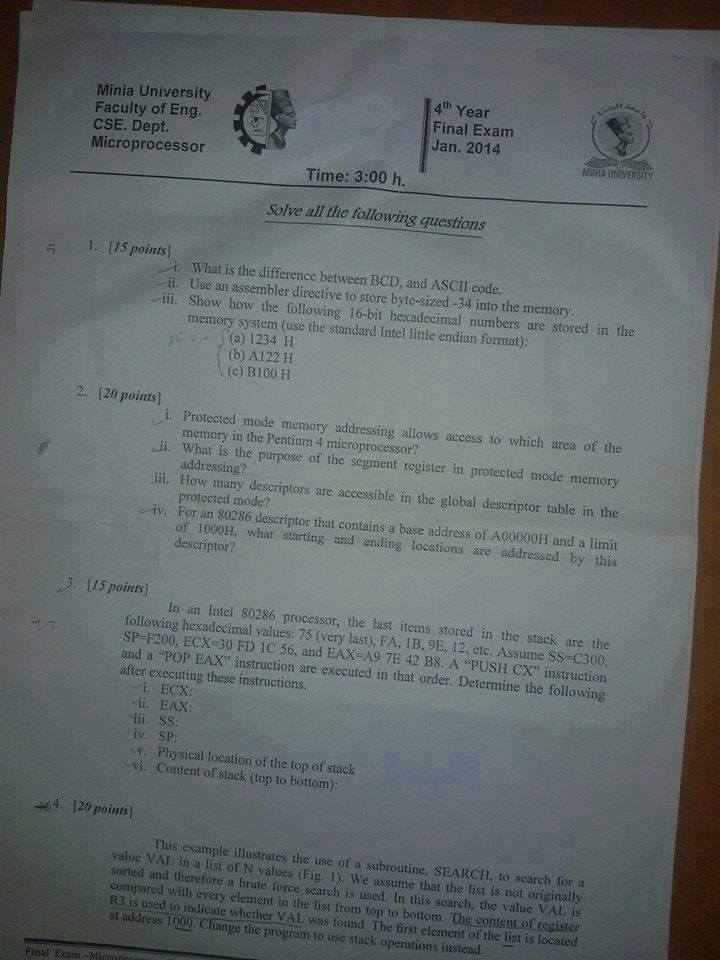 Minia University
Faculty of Eng.
CSE. Dept.
Microprocessor
4th Year
Final Exam
Jan. 2014
MINIA UNIVERSITY
Time: 3:00 h.
Solve all the following questions
1. [15 points]
i. What is the difference between BCD, and ASCII code.
ii. Use an assembler directive to store byte-sized -34 into the memory.
iii. Show how the following 16-bit hexadecimal numbers are stored in the
memory system (use the standard Intel little endian format):
(a) 1234 H
(b) A122 H
(c) B100 H
2. [20 points]
i. Protected mode memory addressing allows access to which area of the
memory in the Pentium 4 microprocessor?
ii. What is the purpose of the segment register in protected mode memory
addressing?
iii. How many descriptors are accessible in the global descriptor table in the
protected mode?
iv. For an 80286 descriptor that contains a base address of A00000H and a limit
of 1000H, what starting and ending locations are addressed by this
descriptor?
3. [15 points]
In an Intel 80286 processor, the last items stored in the stack are the
following hexadecimal values: 75 (very last), FA, 1B, 9E, 12, etc. Assume SS=C300,
SP=F200, ECX=30 FD 1C 56, and EAX=A9 7E 42 B8. A “PUSH CX” instruction
and a “POP EAX” instruction are executed in that order. Determine the following
after executing these instructions.
i. ECX:
ii. EAX:
iii. SS:
iv. SP:
v. Physical location of the top of stack
vi. Content of stack (top to bottom):
4. [20 points]
This example illustrates the use of a subroutine, SEARCH, to search for a
value VAL in a list of N values (Fig. 1). We assume that the list is not originally
sorted and therefore a brute force search is used. In this search, the value VAL is
compared with every element in the list from top to bottom. The content of register
R3 is used to indicate whether VAL was found. The first element of the list is located
at address 1000. Change the program to use stack operations instead.
Final Exam –